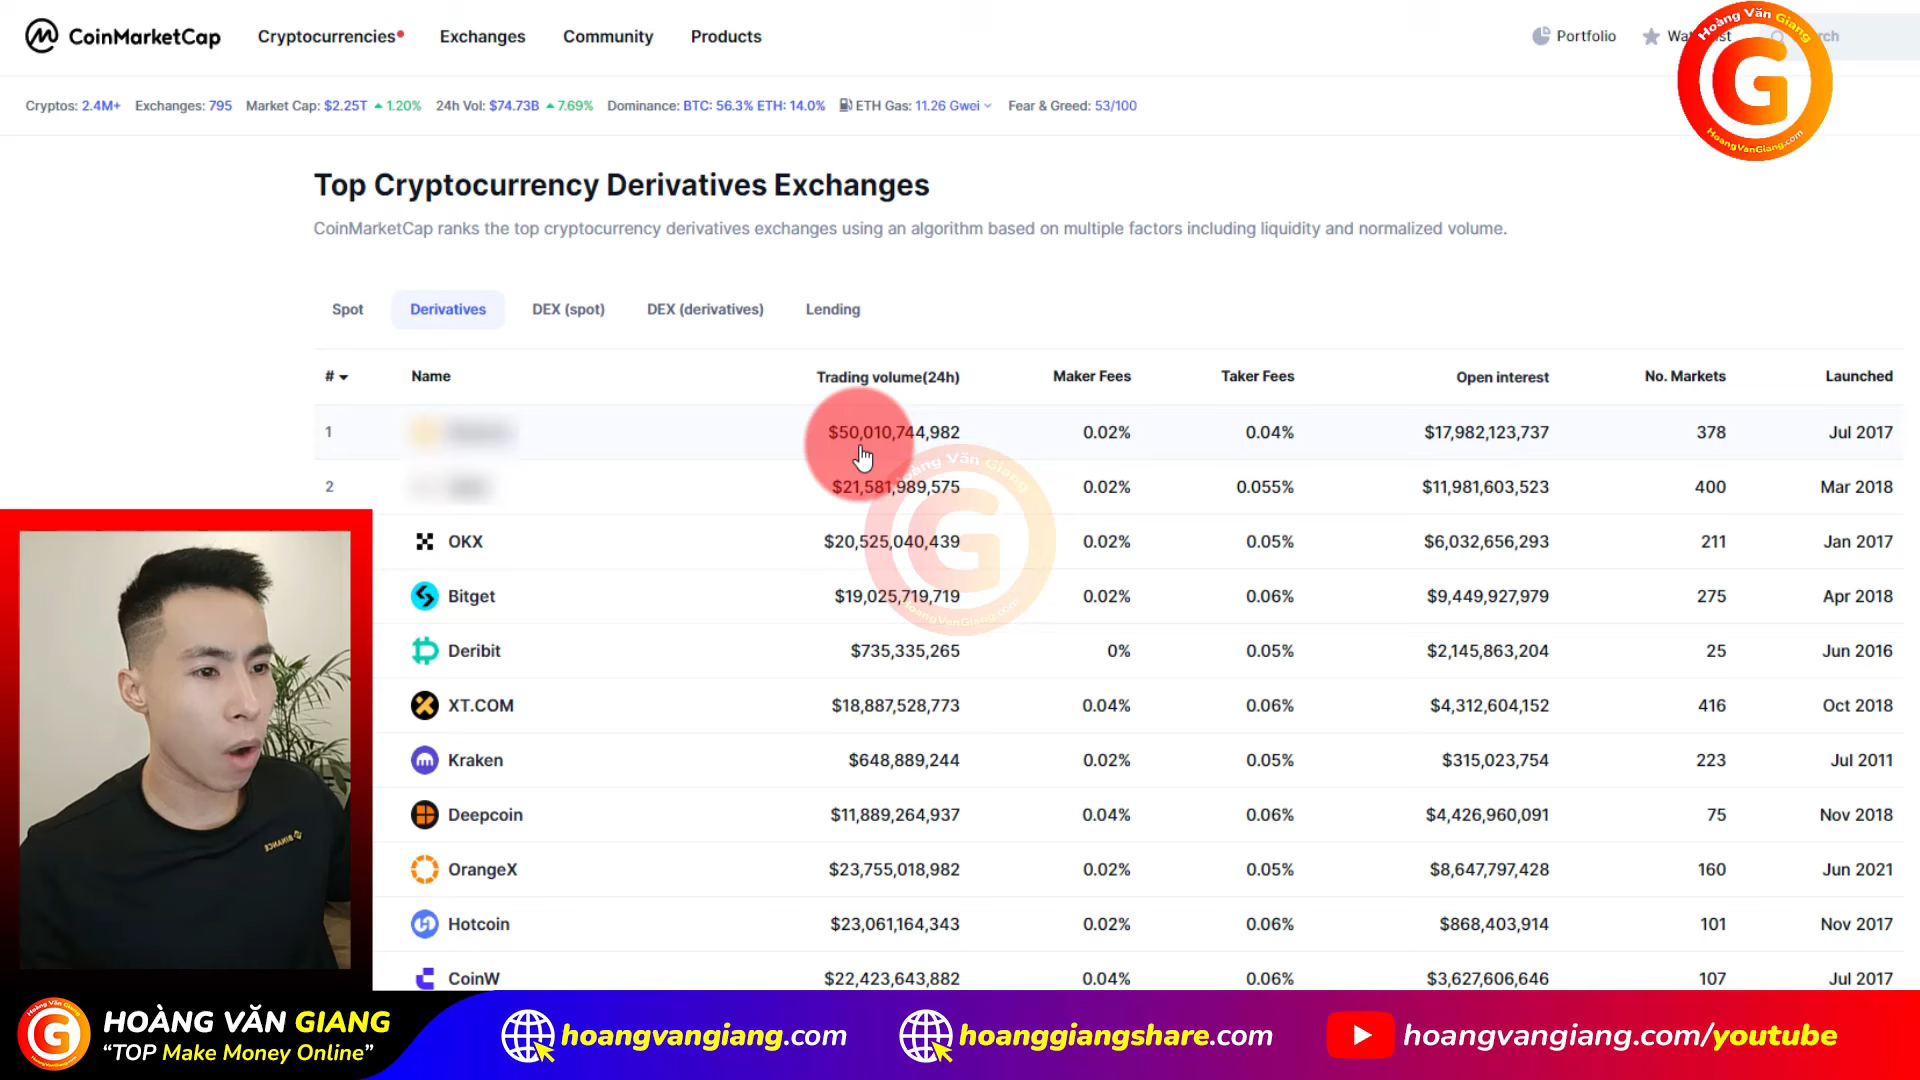 CoinMarketCap Cryptocurrencies Exchanges Community Products Portfolio
Cryptos: 2.4M+ Exchanges: 795 Market Cap: $2.25T 1.20% 24h Vol: $74.73B 7.69% Dominance: BTC: 56.3% ETH: 14.0% ETH Gas: 11.26 Gwei Fear & Greed: 53/100
Hoàng Văn Giang
G
HoangVanGiang.com
Top Cryptocurrency Derivatives Exchanges
CoinMarketCap ranks the top cryptocurrency derivatives exchanges using an algorithm based on multiple factors including liquidity and normalized volume.
Spot Derivatives DEX (spot) DEX (derivatives) Lending
# Name Trading volume(24h) Maker Fees Taker Fees Open interest No. Markets Launched
1 $50,010,744,982 0.02% 0.04% $17,982,123,737 378 Jul 2017
2 $21,581,989,575 0.02% 0.055% $11,981,603,523 400 Mar 2018
OKX $20,525,040,439 0.02% 0.05% $6,032,656,293 211 Jan 2017
Bitget $19,025,719,719 0.02% 0.06% $9,449,927,979 275 Apr 2018
Deribit $735,335,265 0% 0.05% $2,145,863,204 25 Jun 2016
XT.COM $18,887,528,773 0.04% 0.06% $4,312,604,152 416 Oct 2018
Kraken $648,889,244 0.02% 0.05% $315,023,754 223 Jul 2011
Deepcoin $11,889,264,937 0.04% 0.06% $4,426,960,091 75 Nov 2018
OrangeX $23,755,018,982 0.02% 0.05% $8,647,797,428 160 Jun 2021
Hotcoin $23,061,164,343 0.02% 0.06% $868,403,914 101 Nov 2017
CoinW $22,423,643,882 0.04% 0.06% $3,627,606,646 107 Jul 2017
BINANCE
HOÀNG VĂN GIANG
"TOP Make Money Online"
hoangvangiang.com
hoanggiangshare.com
hoangvangiang.com/youtube